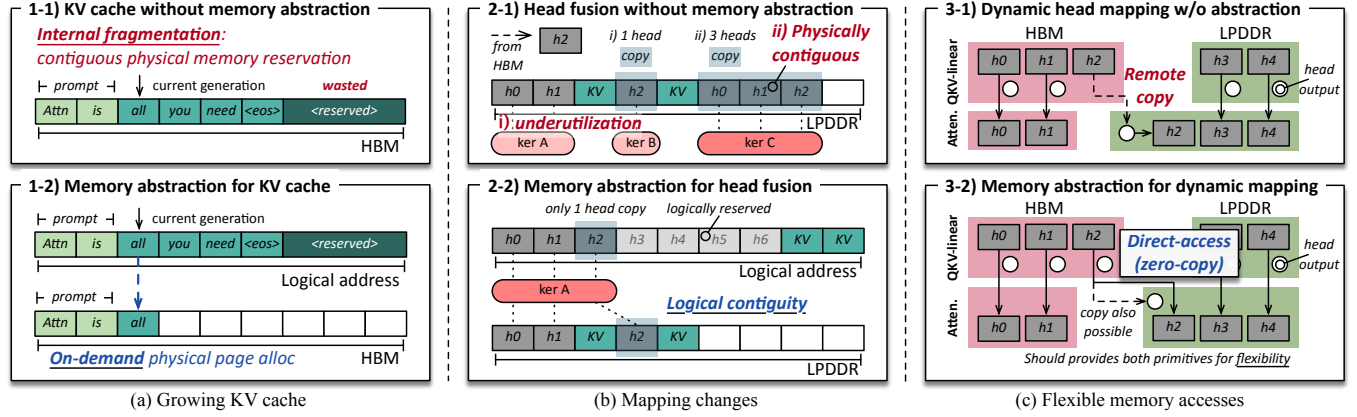 1-1) KV cache without memory abstraction
Internal fragmentation:
contiguous physical memory reservation
prompt
current generation
wasted
Attn is all you need <eos> <reserved>
HBM
1-2) Memory abstraction for KV cache
prompt
current generation
Attn is all you need <eos> <reserved>
Logical address
prompt
Attn is all
On-demand physical page alloc
HBM
(a) Growing KV cache
2-1) Head fusion without memory abstraction
from
HBM
h2
i) 1 head
copy
ii) 3 heads
copy
ii) Physically
contiguous
h0 h1 KV h2 KV h0 h1 h2
i) underutilization
LPDDR
ker A ker B ker C
2-2) Memory abstraction for head fusion
only 1 head copy
logically reserved
h0 h1 h2 h3 h4 h5 h6 KV KV
Logical address
ker A
Logical contiguity
h0 h1 KV h2 KV
LPDDR
(b) Mapping changes
3-1) Dynamic head mapping w/o abstraction
HBM
LPDDR
QKV-linear
h0 h1 h2 h3 h4
Remote
copy
head
output
Atten.
h0 h1 h2 h3 h4
3-2) Memory abstraction for dynamic mapping
HBM
LPDDR
QKV-linear
h0 h1 h2 h4
Direct-access
(zero-copy)
head
output
Atten.
h0 h1 h2 h3 h4
copy also
possible
Should provides both primitives for flexibility
(c) Flexible memory accesses